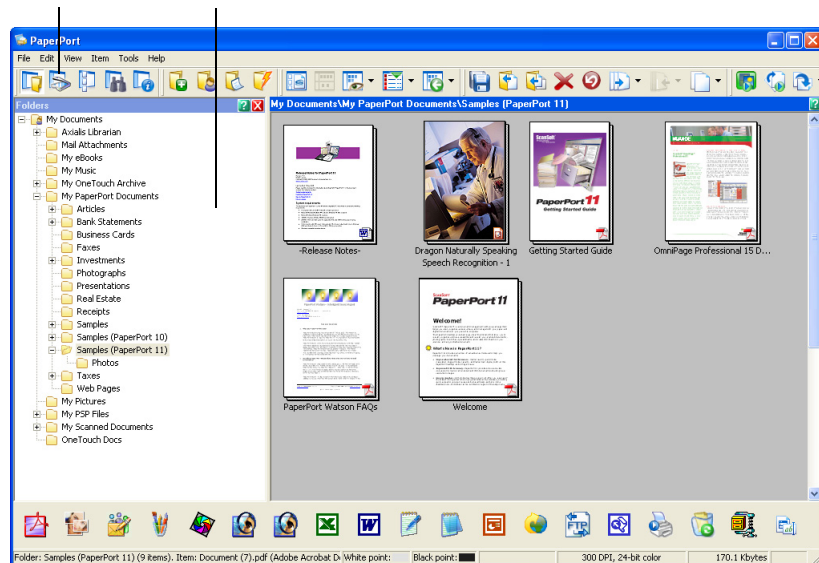 PaperPort
File Edit View Item Tools Help
Folders
My Documents\My PaperPort Documents\Samples (PaperPort 11)
My Documents
Axialis Librarian
Mail Attachments
My eBooks
My Music
My OneTouch Archive
My PaperPort Documents
Articles
Bank Statements
Business Cards
Faxes
Investments
Photographs
Presentations
Real Estate
Receipts
Samples
Samples (PaperPort 10)
Samples (PaperPort 11)
Photos
Taxes
Web Pages
My Pictures
My PSP Files
My Scanned Documents
OneTouch Docs
-Release Notes-
Dragon Naturally Speaking
Speech Recognition - 1
ScanSoft
PaperPort 11
Getting Started Guide
Getting Started Guide
OmniPage Professional 15 D...
PaperPort Watson FAQs
PaperPort 11
Welcome!
Welcome
FTP
Folder: Samples (PaperPort 11) (9 items). Item: Document (7).pdf (Adobe Acrobat D
White point:
Black point:
300 DPI, 24-bit color
170.1 Kbytes